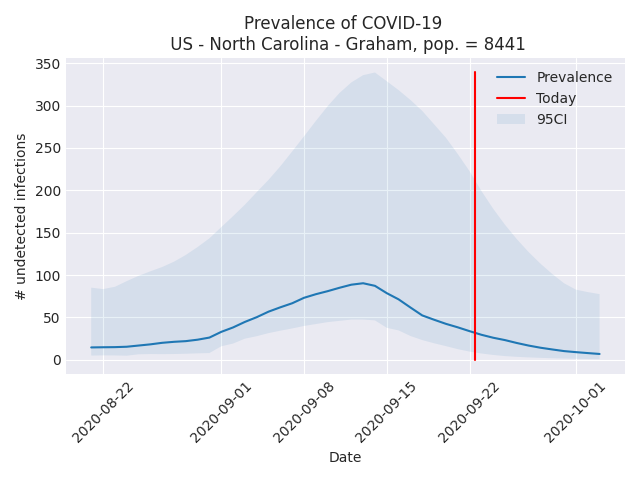 Prevalence of COVID-19
US - North Carolina - Graham, pop. = 8441
350
300
250
200
150
100
50
0
# undetected infections
Prevalence
Today
95CI
2020-08-22
2020-09-01
2020-09-08
2020-09-15
2020-09-22
2020-10-01
Date